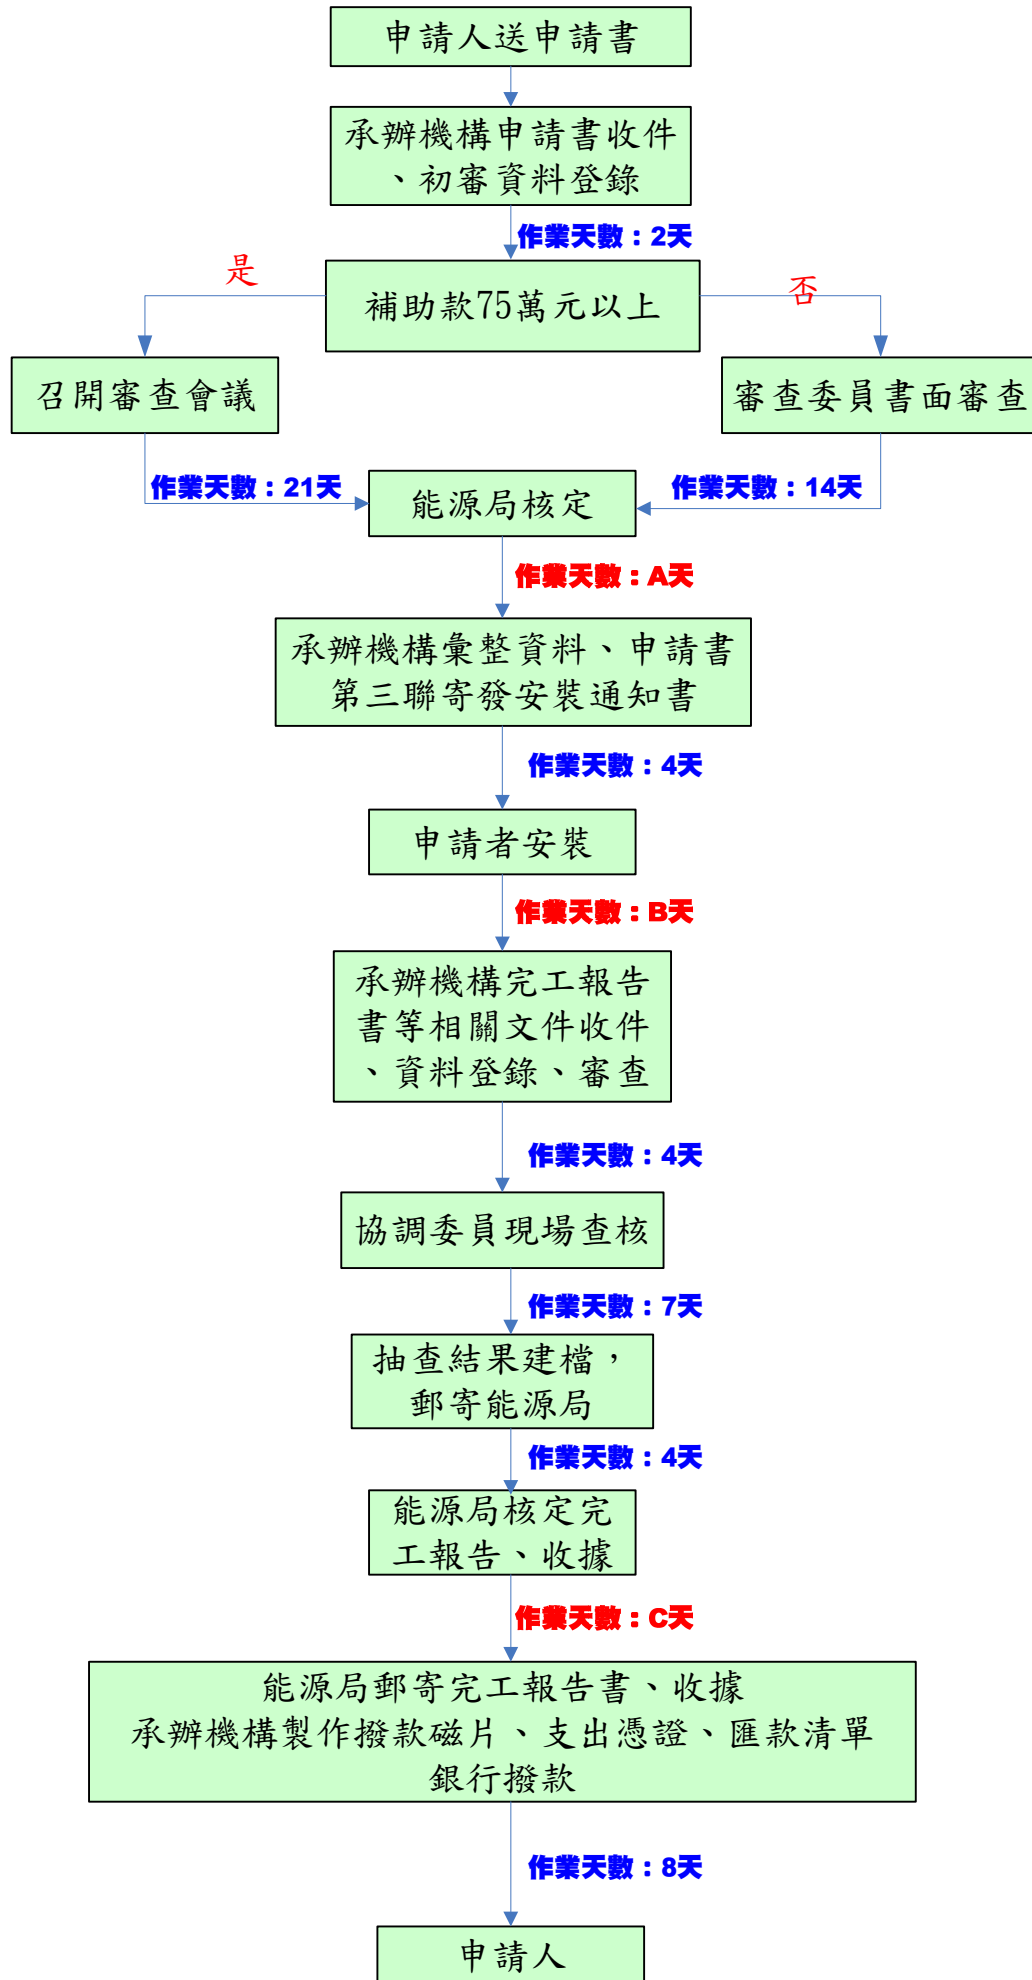 申請人送申請書
承辦機構申請書收件
、初審資料登錄
作業天數：2天
是
補助款75萬元以上
否
召開審查會議
審查委員書面審查
作業天數：21天
能源局核定
作業天數：14天
作業天數：A天
承辦機構彙整資料、申請書
第三聯寄發安裝通知書
作業天數：4天
申請者安裝
作業天數：B天
承辦機構完工報告
書等相關文件收件
、資料登錄、審查
作業天數：4天
協調委員現場查核
作業天數：7天
抽查結果建檔，
郵寄能源局
作業天數：4天
能源局核定完
工報告、收據
作業天數：C天
能源局郵寄完工報告書、收據
承辦機構製作撥款磁片、支出憑證、匯款清單
銀行撥款
作業天數：8天
申請人